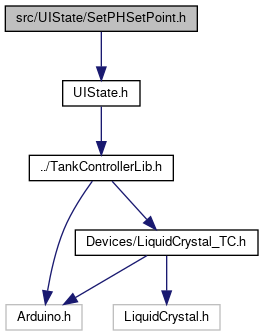 src/UIState/SetPHSetPoint.h
UIState.h
../TankControllerLib.h
Devices/LiquidCrystal_TC.h
Arduino.h
LiquidCrystal.h